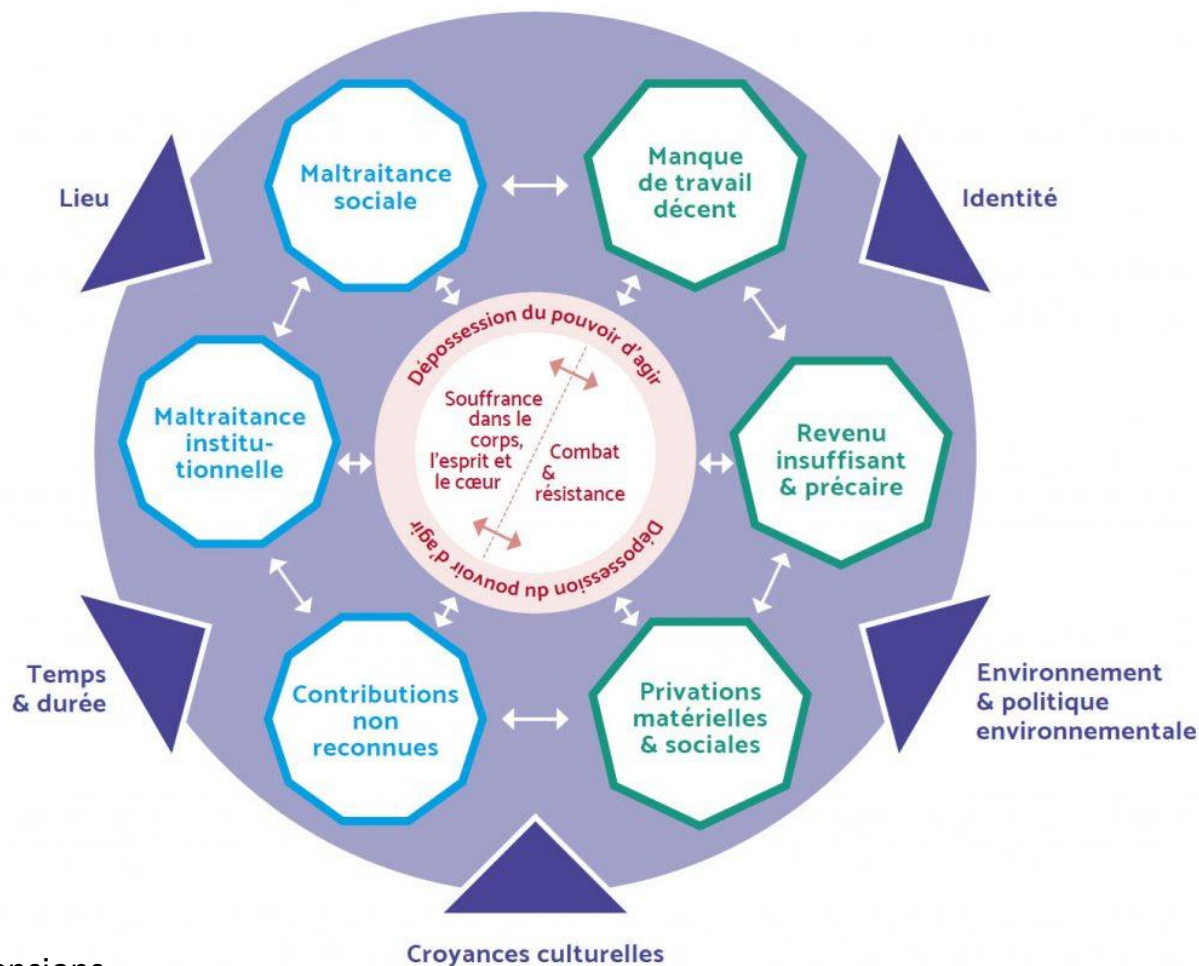 Maltraitance
sociale
Manque
de travail
décent
Lieu
Identité
Dépossession du pouvoir d'agir
Souffrance
dans le
corps,
l'esprit et
le cœur
Combat
&
résistance
Dépossession du pouvoir d'agir
Maltraitance
institu-
tionnelle
Revenu
insuffisant
& précaire
Temps
& durée
Contributions
non
reconnues
Privations
matérielles
& sociales
Environnement
& politique
environnementale
Croyances culturelles